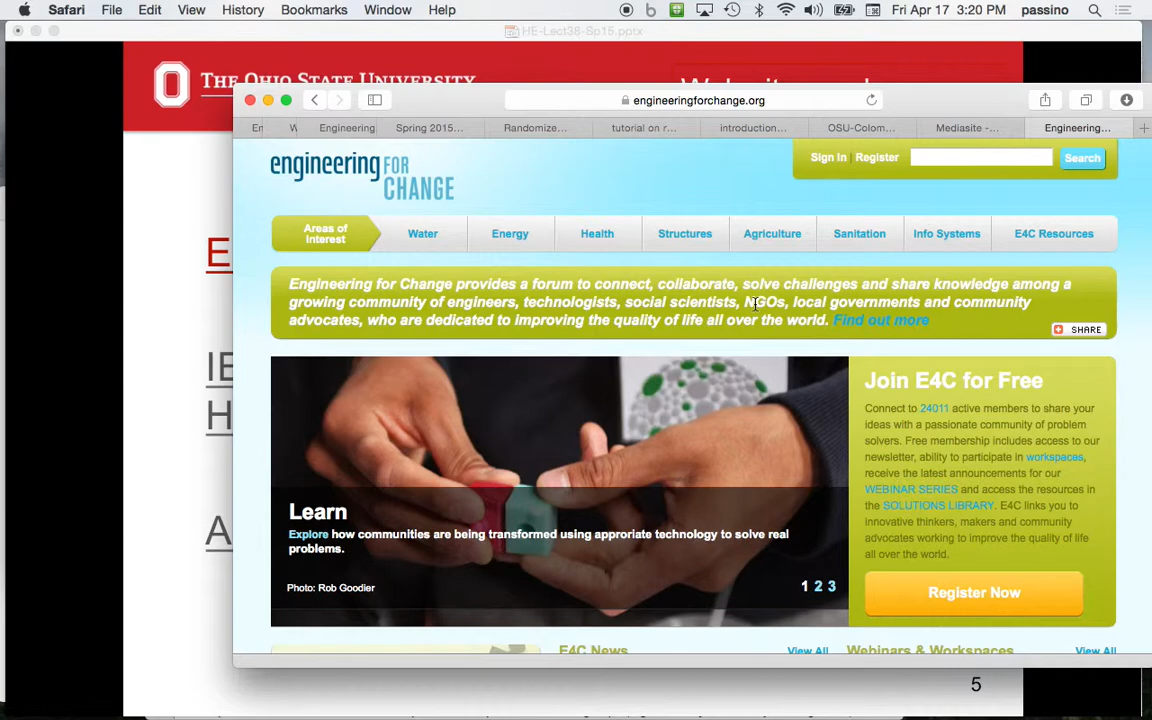 Safari File Edit View History Bookmarks Window Help Fri Apr 17 3:20 PM passino
HE-Lect38-Sp15.pptx
THE OHIO STATE UNIVERSITY
engineeringforchange.org
En W Engineering Spring 2015... Randomize... tutorial on r... introduction... OSU-Colom... Mediasite -... Engineering...
engineering FOR CHANGE
Sign In | Register Search
Areas of Interest Water Energy Health Structures Agriculture Sanitation Info Systems E4C Resources
Engineering for Change provides a forum to connect, collaborate, solve challenges and share knowledge among a
growing community of engineers, technologists, social scientists, NGOs, local governments and community
advocates, who are dedicated to improving the quality of life all over the world. Find out more
SHARE
E
IE
H
A
Learn
Explore how communities are being transformed using approriate technology to solve real
problems.
Photo: Rob Goodier
1 2 3
Join E4C for Free
Connect to 24011 active members to share your
ideas with a passionate community of problem
solvers. Free membership includes access to our
newsletter, ability to participate in workspaces,
receive the latest announcements for our
WEBINAR SERIES and access the resources in
the SOLUTIONS LIBRARY. E4C links you to
innovative thinkers, makers and community
advocates working to improve the quality of life
all over the world.
Register Now
E4C News View All Webinars & Workspaces View All
5